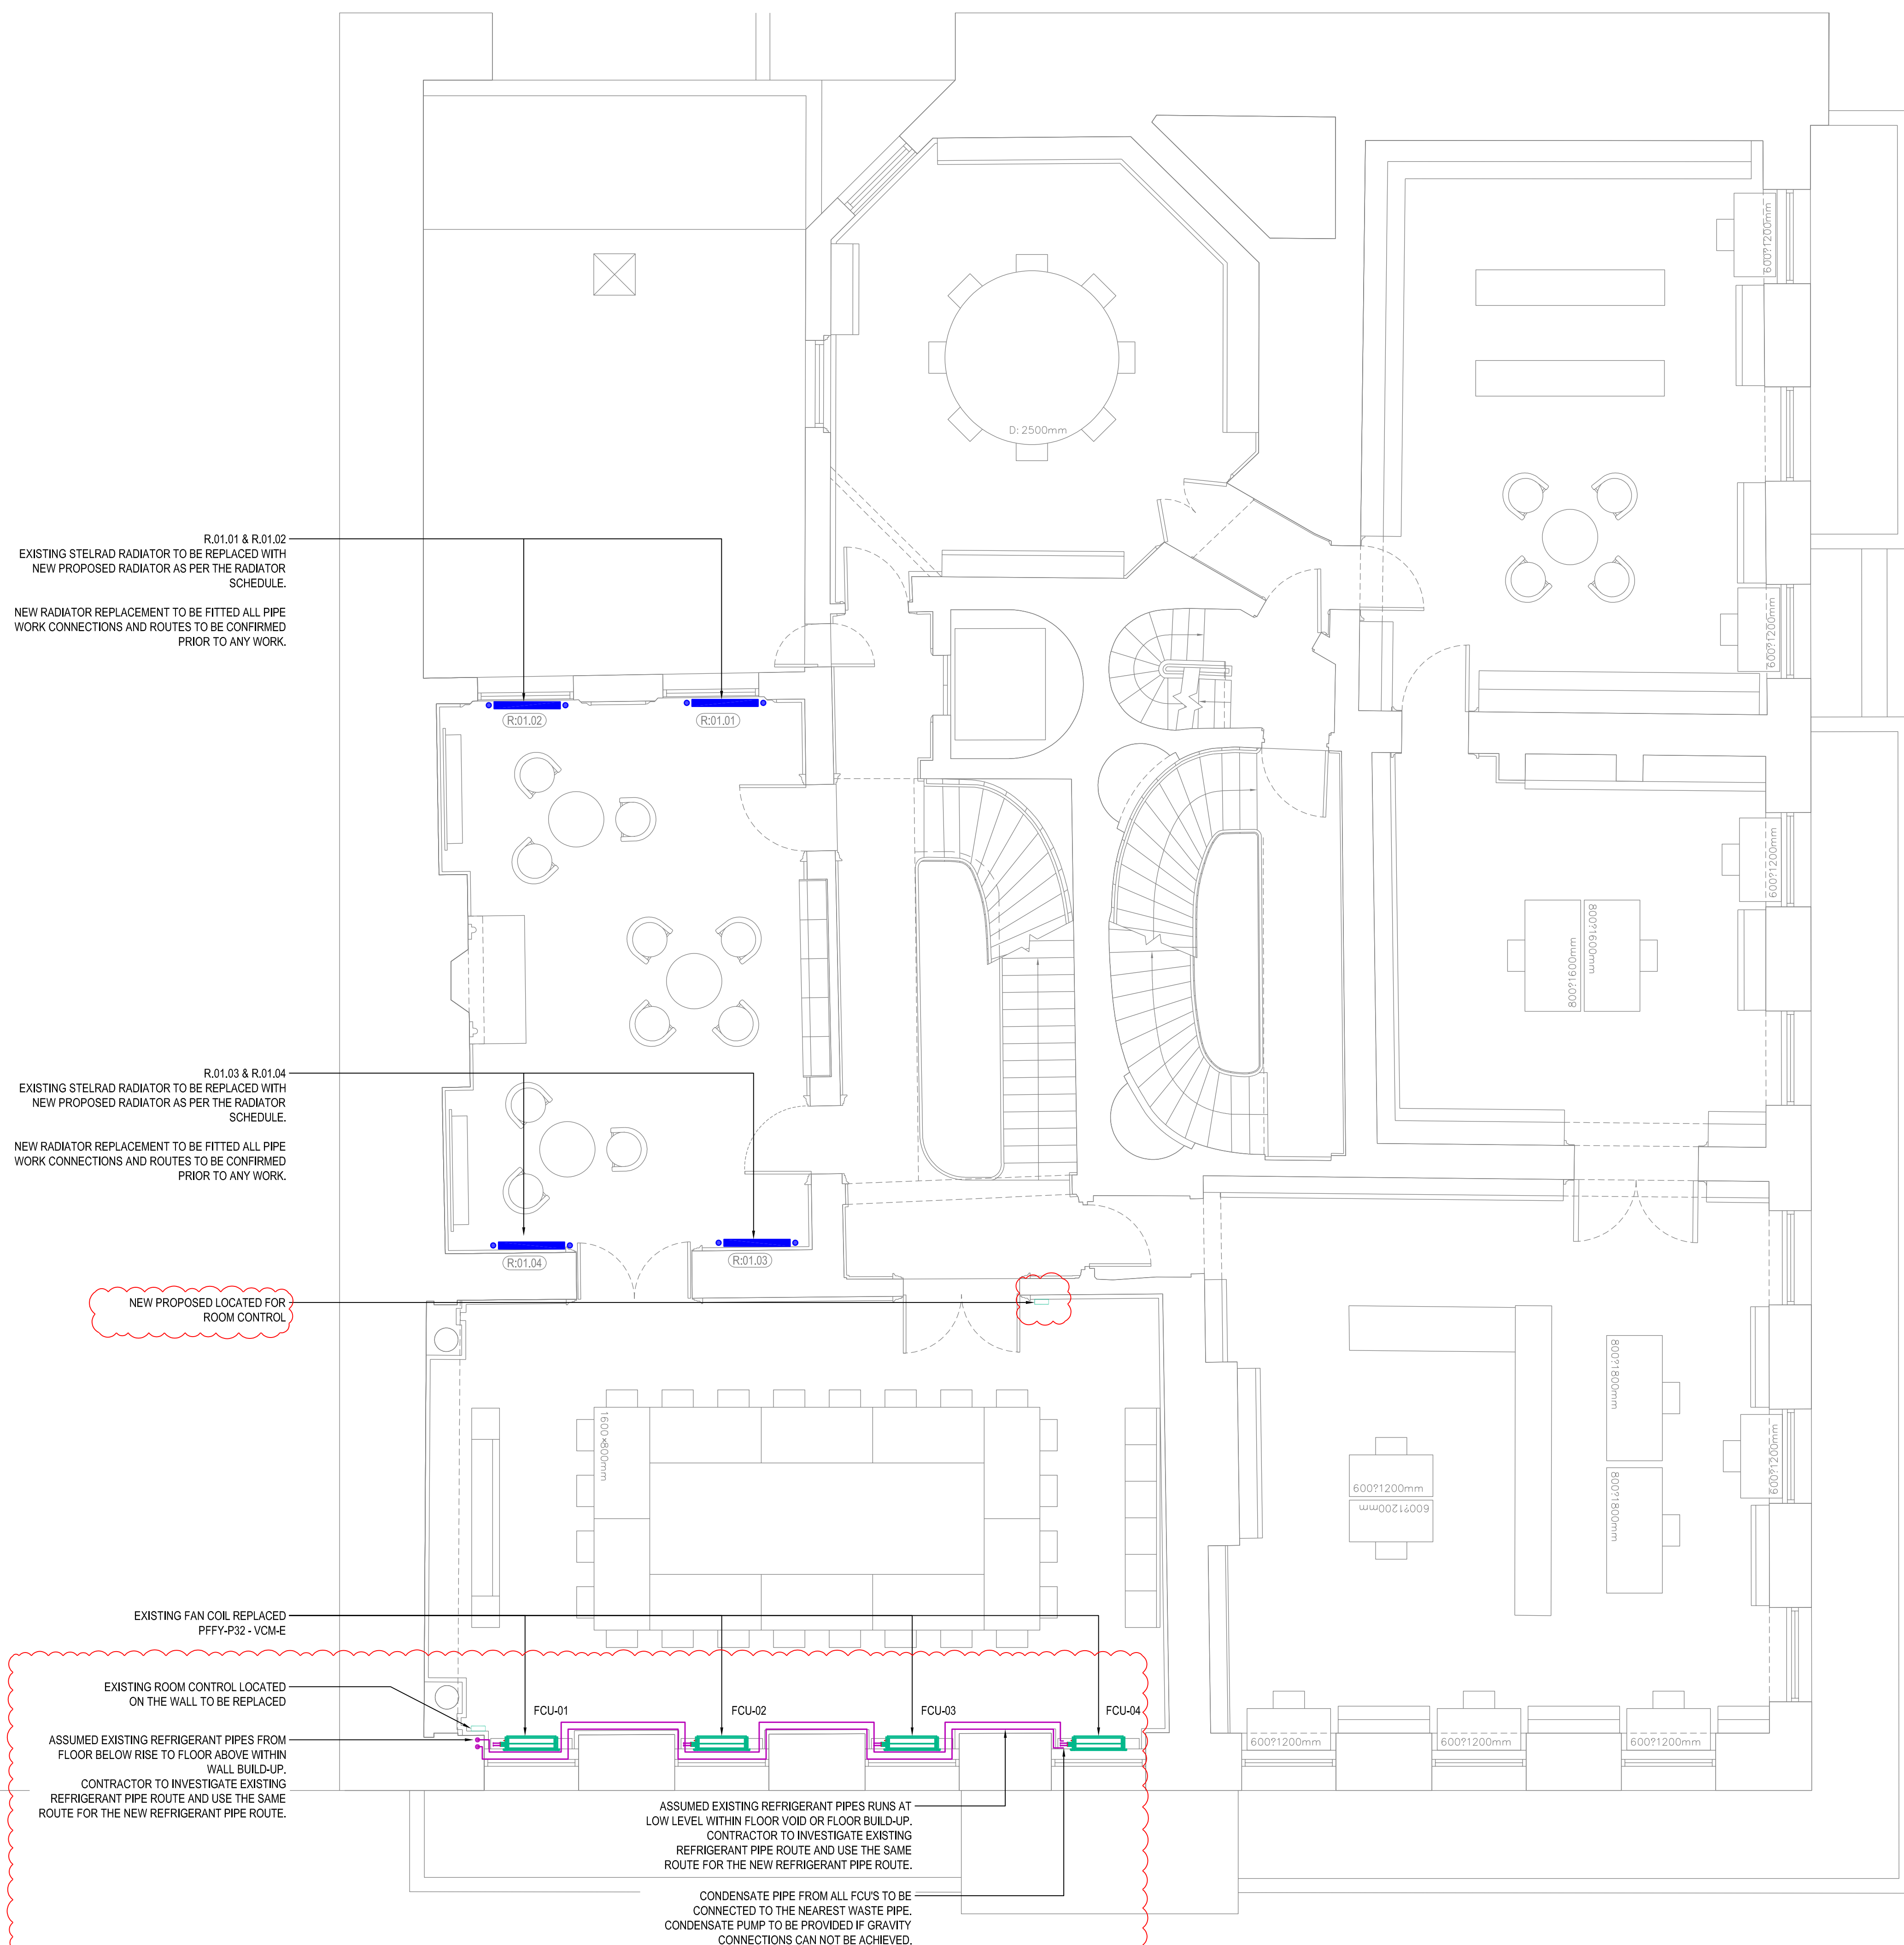 600?1200mm
D: 2500mm
R.01.01 & R.01.02
EXISTING STELRAD RADIATOR TO BE REPLACED WITH
NEW PROPOSED RADIATOR AS PER THE RADIATOR
SCHEDULE.
NEW RADIATOR REPLACEMENT TO BE FITTED ALL PIPE
WORK CONNECTIONS AND ROUTES TO BE CONFIRMED
PRIOR TO ANY WORK.
600?1200mm
R:01.02
R:01.01
600?1200mm
800?1600mm
800?1600mm
R.01.03 & R.01.04
EXISTING STELRAD RADIATOR TO BE REPLACED WITH
NEW PROPOSED RADIATOR AS PER THE RADIATOR
SCHEDULE.
NEW RADIATOR REPLACEMENT TO BE FITTED ALL PIPE
WORK CONNECTIONS AND ROUTES TO BE CONFIRMED
PRIOR TO ANY WORK.
R:01.04
R:01.03
NEW PROPOSED LOCATED FOR
ROOM CONTROL
1600×800mm
800?1800mm
600?1200mm
600?1200mm
600?1200mm
800?1800mm
EXISTING FAN COIL REPLACED
PFFY-P32 - VCM-E
EXISTING ROOM CONTROL LOCATED
ON THE WALL TO BE REPLACED
FCU-01
FCU-02
FCU-03
FCU-04
ASSUMED EXISTING REFRIGERANT PIPES FROM
FLOOR BELOW RISE TO FLOOR ABOVE WITHIN
WALL BUILD-UP.
CONTRACTOR TO INVESTIGATE EXISTING
REFRIGERANT PIPE ROUTE AND USE THE SAME
ROUTE FOR THE NEW REFRIGERANT PIPE ROUTE.
600?1200mm
600?1200mm
600?1200mm
ASSUMED EXISTING REFRIGERANT PIPES RUNS AT
LOW LEVEL WITHIN FLOOR VOID OR FLOOR BUILD-UP.
CONTRACTOR TO INVESTIGATE EXISTING
REFRIGERANT PIPE ROUTE AND USE THE SAME
ROUTE FOR THE NEW REFRIGERANT PIPE ROUTE.
CONDENSATE PIPE FROM ALL FCU'S TO BE
CONNECTED TO THE NEAREST WASTE PIPE.
CONDENSATE PUMP TO BE PROVIDED IF GRAVITY
CONNECTIONS CAN NOT BE ACHIEVED.